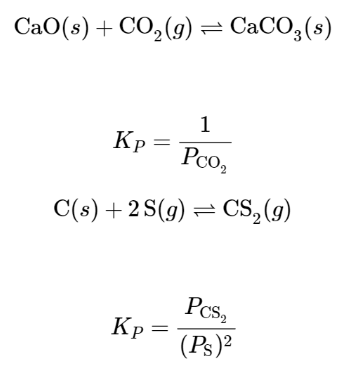 CaO(s) + CO₂(g) ⇌ CaCO₃(s)
K_P = 1 / P_CO₂
C(s) + 2 S(g) ⇌ CS₂(g)
K_P = P_CS₂ / (P_S)²